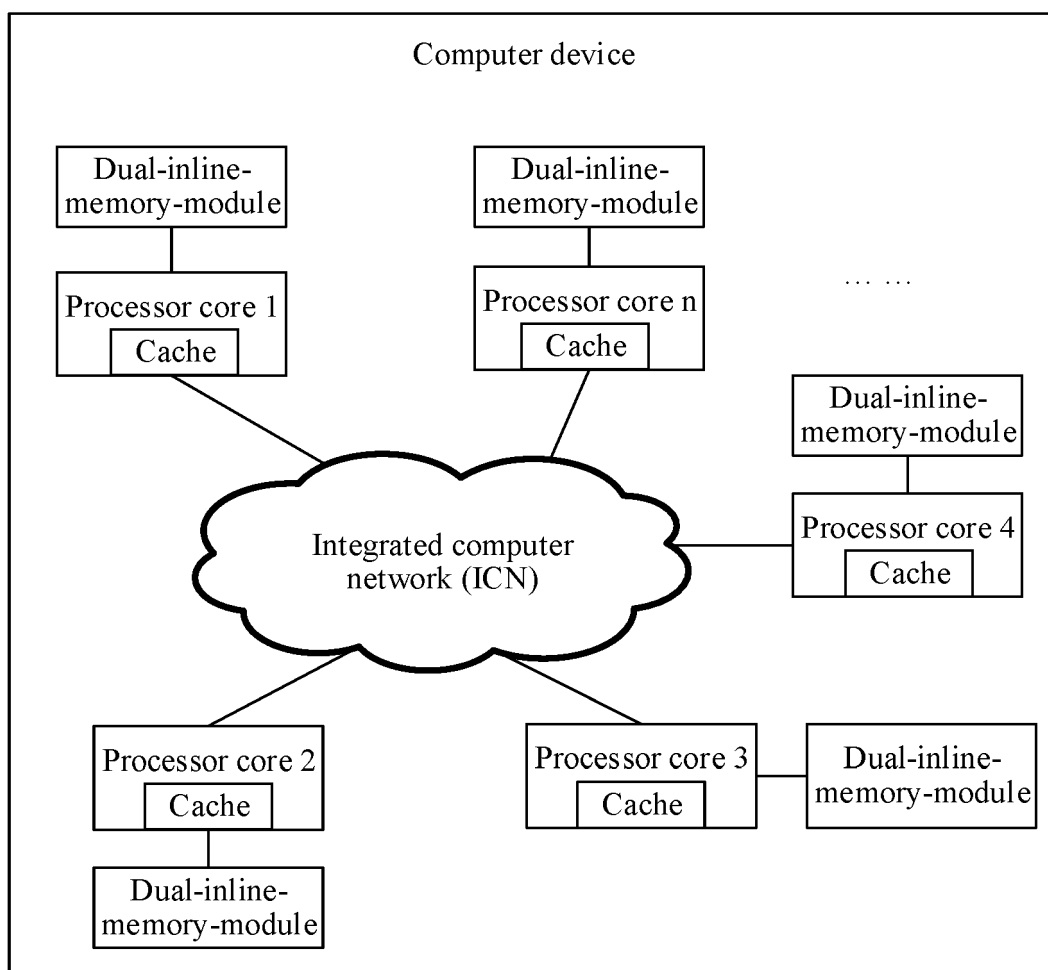 Computer device
Dual-inline-
memory-module
Processor core 1
Cache
Dual-inline-
memory-module
Processor core n
Cache
... ...
Dual-inline-
memory-module
Processor core 4
Cache
Integrated computer
network (ICN)
Processor core 2
Cache
Dual-inline-
memory-module
Processor core 3
Cache
Dual-inline-
memory-module